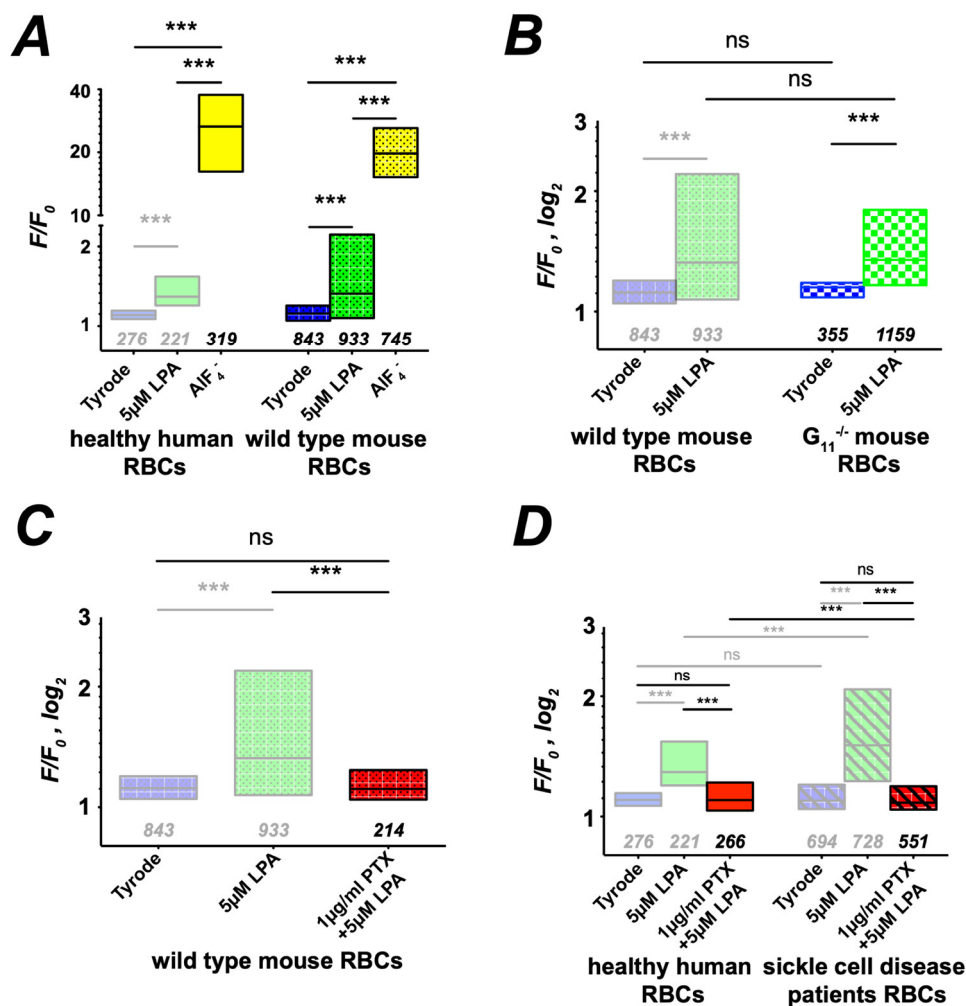 A
***
***
***
***
***
***
40
20
10
2
1
F/F0
276 221 319 843 933 745
Tyrode
5µM LPA
AlF4-
Tyrode
5µM LPA
AlF4-
healthy human RBCs
wild type mouse RBCs
B
ns
ns
***
***
3
2
1
F/F0 , log2
843 933 355 1159
Tyrode
5µM LPA
Tyrode
5µM LPA
wild type mouse RBCs
G11-/- mouse RBCs
C
ns
***
***
3
2
1
F/F0 , log2
843 933 214
Tyrode
5µM LPA
1µg/ml PTX
+5µM LPA
wild type mouse RBCs
D
ns
***
***
***
***
ns
ns
***
***
3
2
1
F/F0 , log2
276 221 266 694 728 551
Tyrode
5µM LPA
1µg/ml PTX
+5µM LPA
Tyrode
5µM LPA
1µg/ml PTX
+5µM LPA
healthy human
RBCs
sickle cell disease
patients RBCs